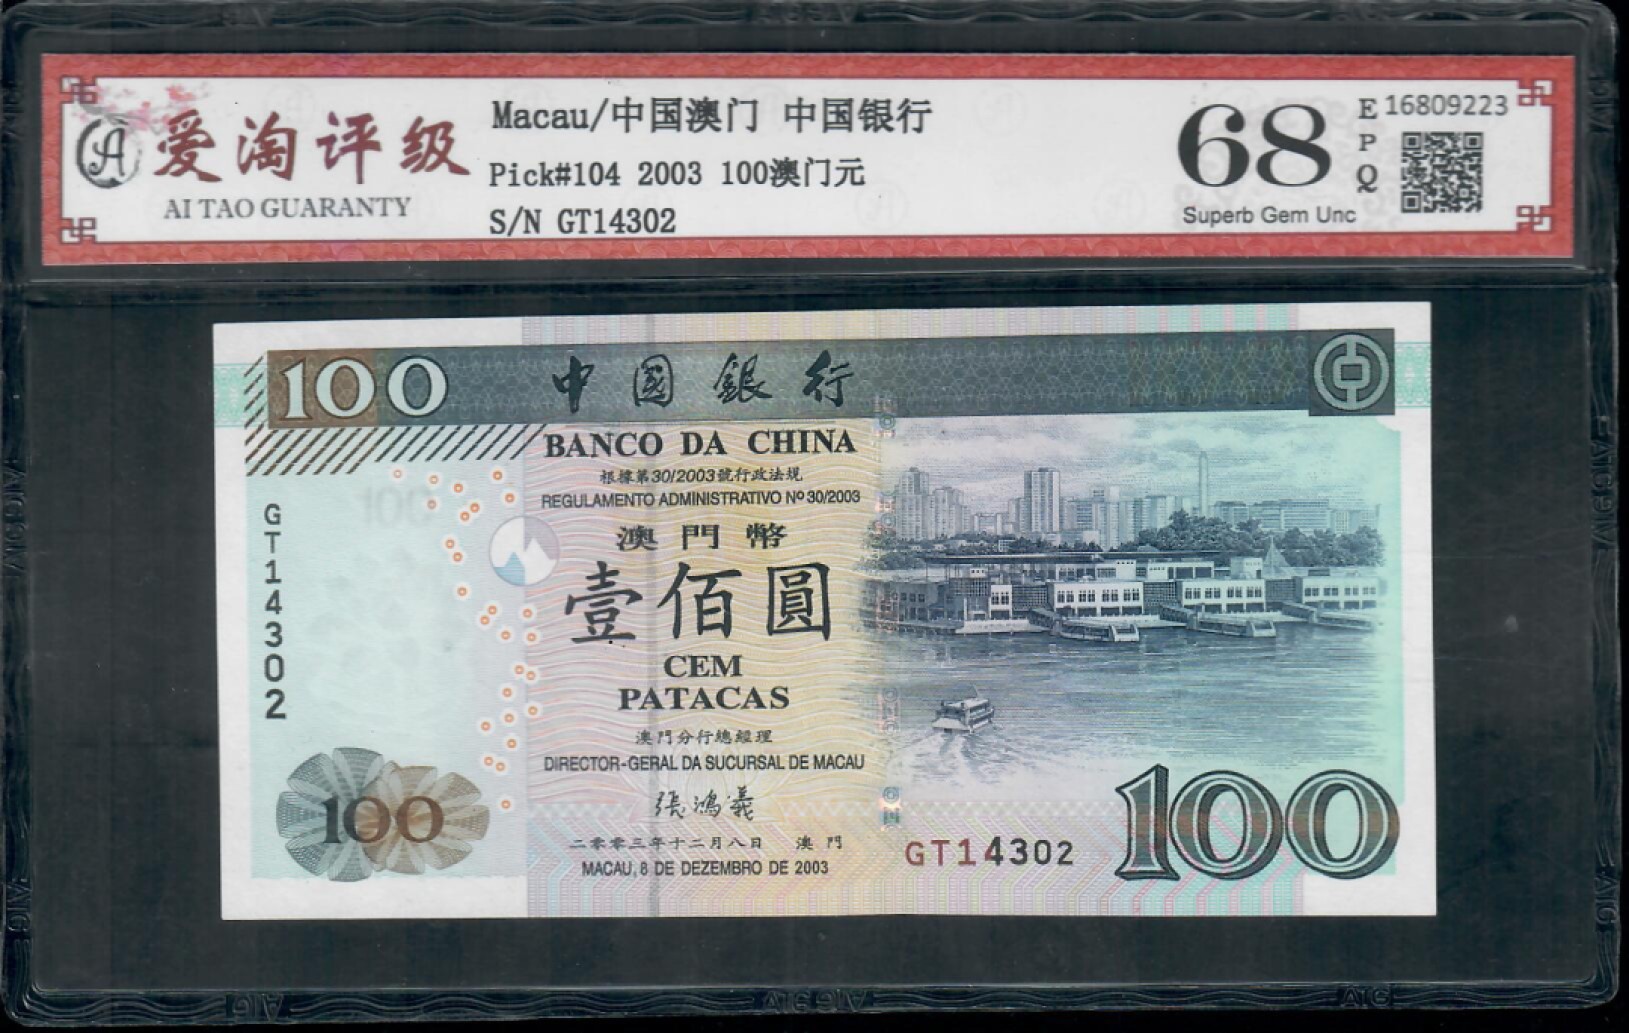 爱淘评级
AI TAO GUARANTY
Macau/中国澳门 中国银行
Pick#104 2003 100澳门元
S/N GT14302
68
EPQ
Superb Gem Unc
16809223
100
中國銀行
BANCO DA CHINA
根據第30/2003號行政法規
REGULAMENTO ADMINISTRATIVO Nº 30/2003
澳門幣
壹佰圓
CEM
PATACAS
澳門分行總經理
DIRECTOR-GERAL DA SUCURSAL DE MACAU
張鴻義
二零零三年十二月八日 澳門
MACAU, 8 DE DEZEMBRO DE 2003
GT14302
100
100
GT14302
100